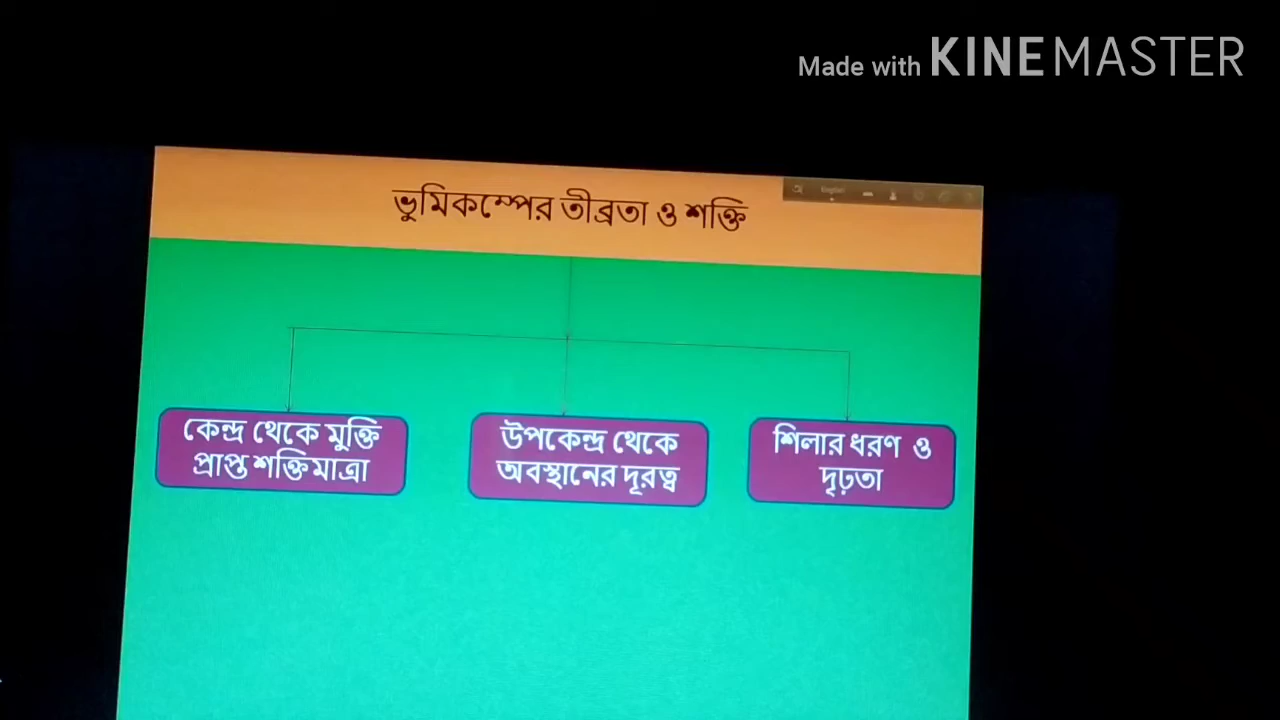 Made with KINEMASTER
ভুমিকম্পের তীব্রতা ও শক্তি
কেন্দ্র থেকে মুক্তি
প্রাপ্ত শক্তিমাত্রা
উপকেন্দ্র থেকে
অবস্থানের দূরত্ব
শিলার ধরণ ও
দৃঢ়তা